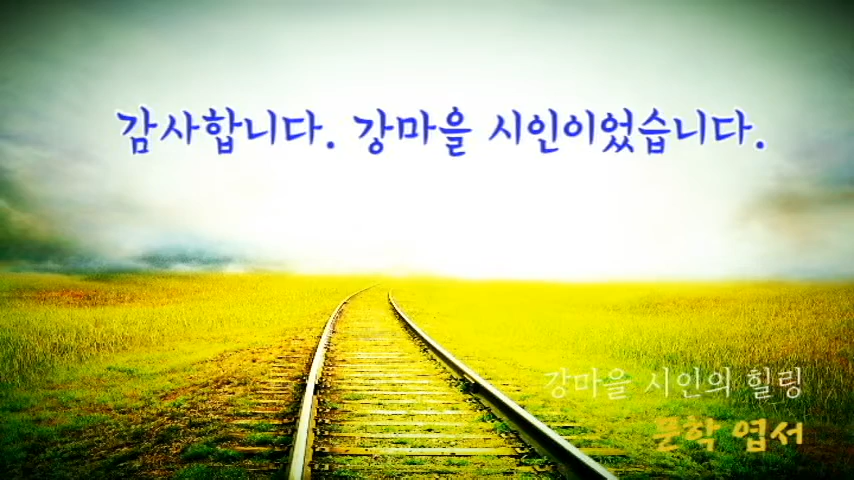 감사합니다. 강마을 시인이었습니다.
강마을 시인의 힐링
문학 엽서